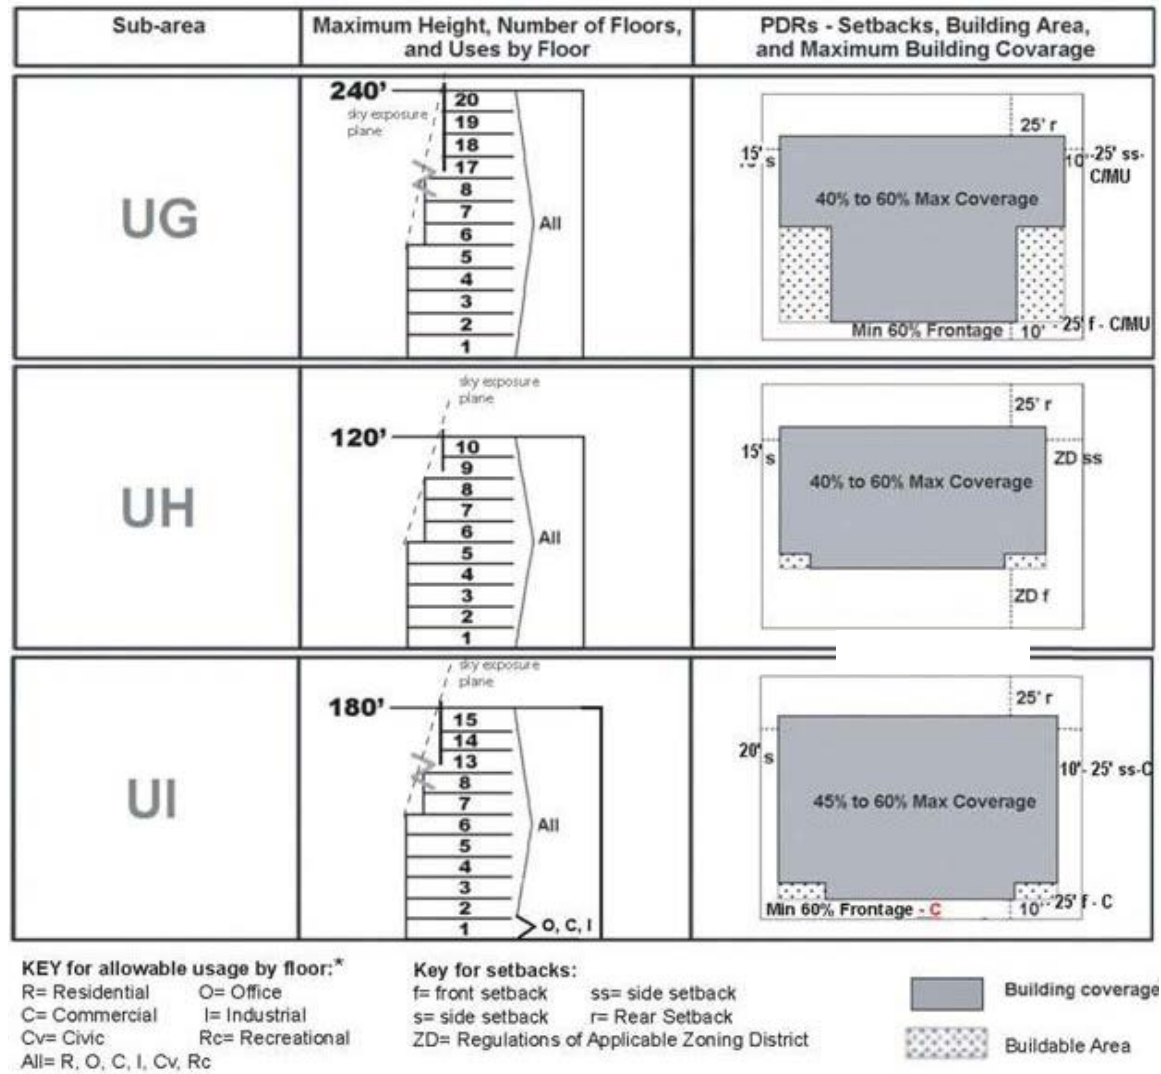 Sub-area
Maximum Height, Number of Floors,
and Uses by Floor
PDRs - Setbacks, Building Area,
and Maximum Building Covarage
UG
240'
sky exposure
plane
20
19
18
17
8
7
6
5
4
3
2
1
All
25' r
15'
s
10'-25' ss-
C/MU
40% to 60% Max Coverage
Min 60% Frontage
10' - 25' f - C/MU
UH
sky exposure
plane
120'
10
9
8
7
6
5
4
3
2
1
All
25' r
15' s
ZD ss
40% to 60% Max Coverage
ZD f
UI
sky exposure
plane
180'
15
14
13
8
7
6
5
4
3
2
1
All
O, C, I
25' r
20' s
10'- 25' ss-C
45% to 60% Max Coverage
Min 60% Frontage - C
10'- 25' f - C
KEY for allowable usage by floor:*
R= Residential O= Office
C= Commercial I= Industrial
Cv= Civic Rc= Recreational
All= R, O, C, I, Cv, Rc
Key for setbacks:
f= front setback ss= side setback
s= side setback r= Rear Setback
ZD= Regulations of Applicable Zoning District
Building coverage
Buildable Area